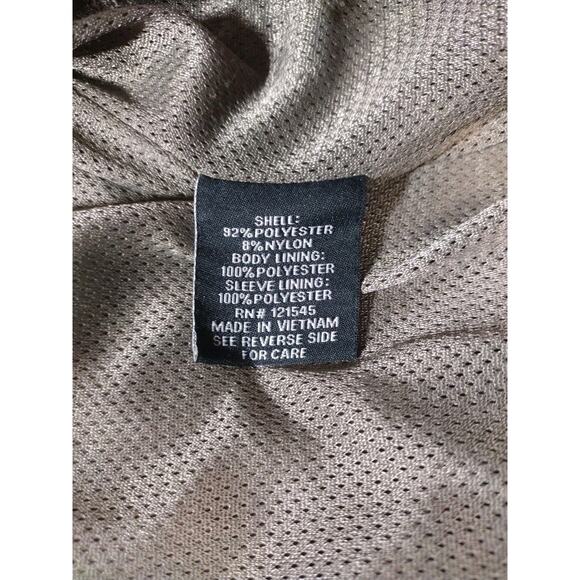 SHELL:
92%POLYESTER
8%NYLON
BODY LINING:
100%POLYESTER
SLEEVE LINING:
100%POLYESTER
RN# 121545
MADE IN VIETNAM
SEE REVERSE SIDE
FOR CARE